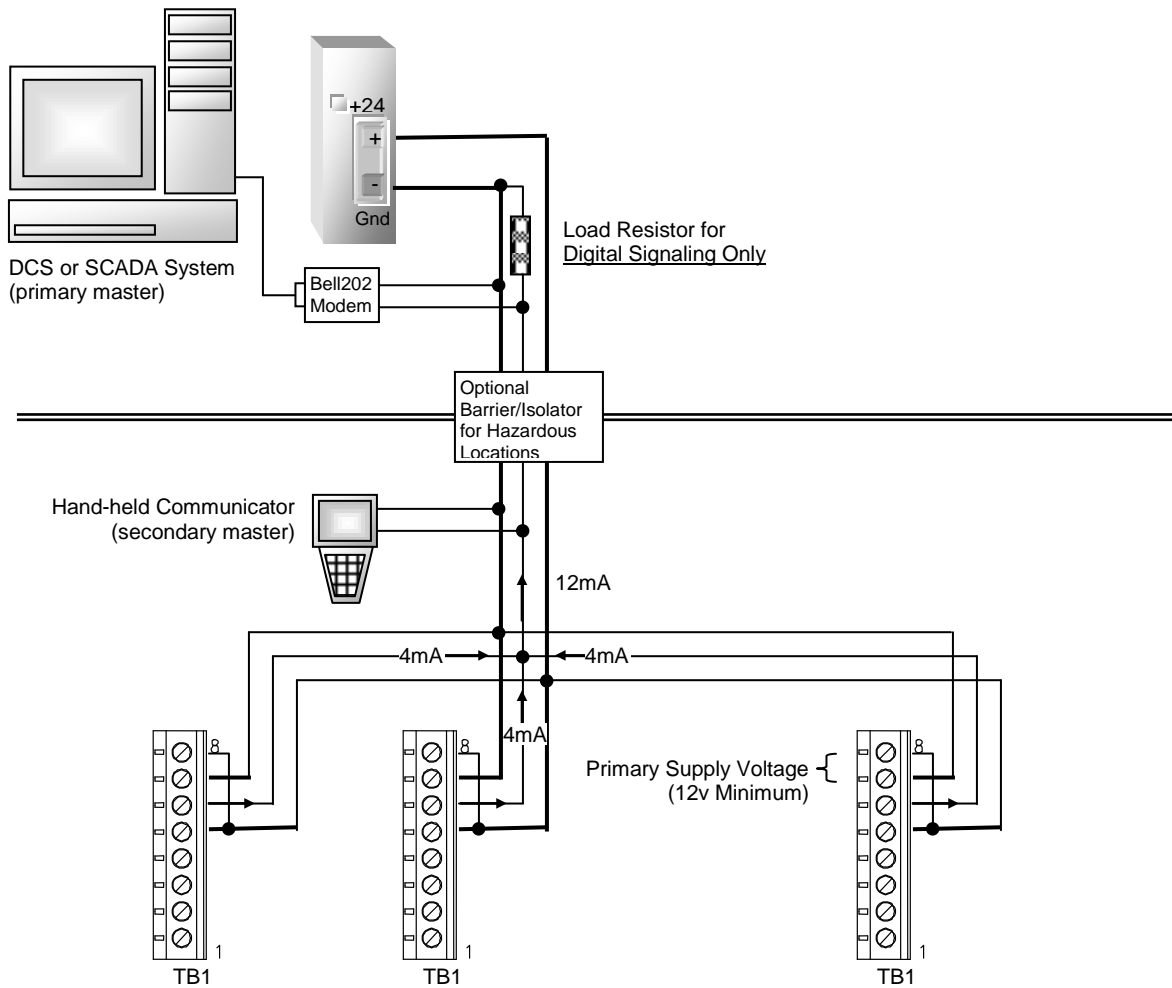 +24
+
-
Gnd
Load Resistor for
Digital Signaling Only
DCS or SCADA System
(primary master)
Bell202
Modem
Optional
Barrier/Isolator
for Hazardous
Locations
Hand-held Communicator
(secondary master)
12mA
4mA
4mA
4mA
8
8
8
Primary Supply Voltage
(12v Minimum)
1
1
1
TB1
TB1
TB1